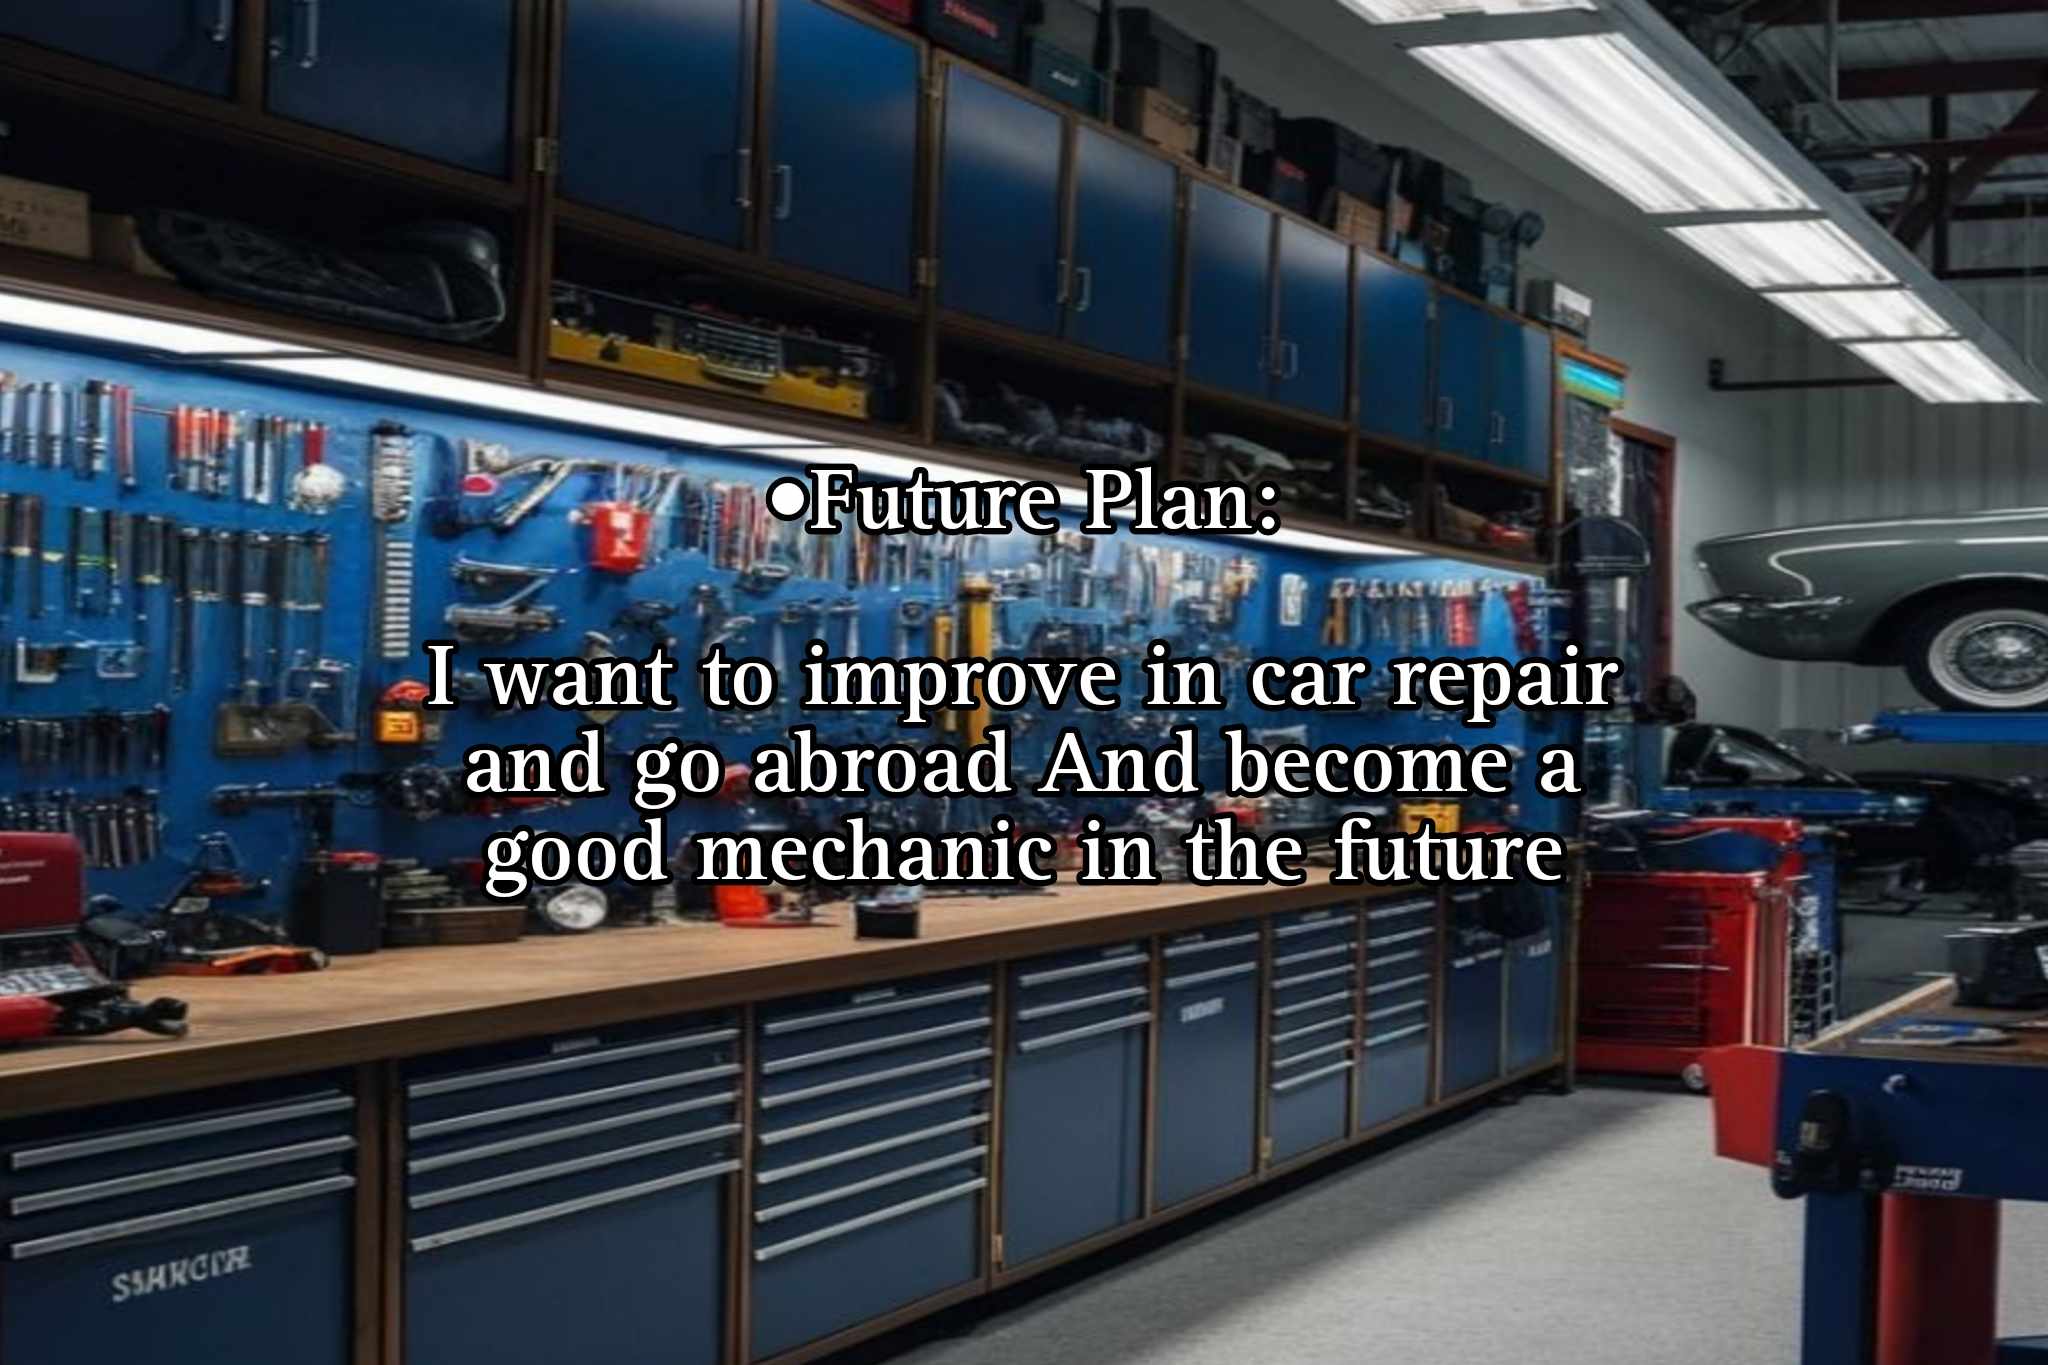 •Future Plan:
I want to improve in car repair
and go abroad And become a
good mechanic in the future